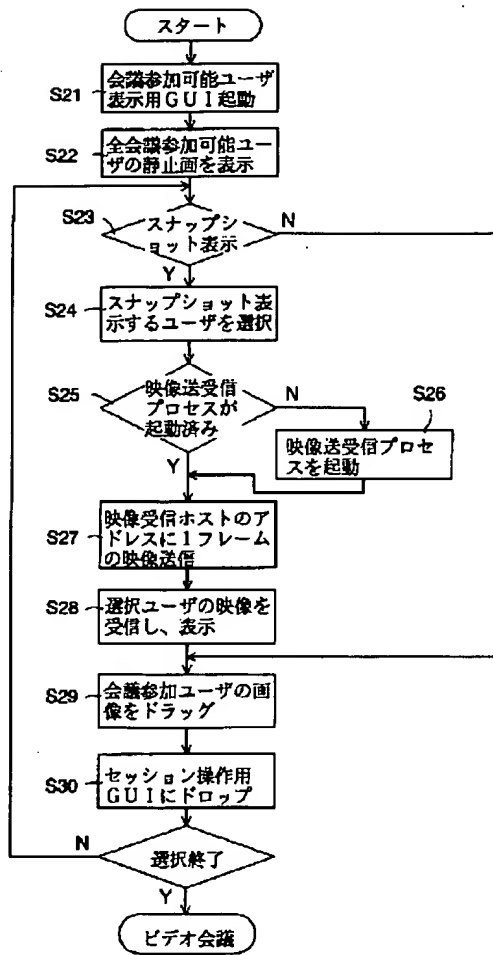 スタート
S21
会議参加可能ユーザ
表示用ＧＵＩ起動
S22
全会議参加可能ユー
ザの静止画を表示
S23
スナップシ
ョット表示
N
Y
S24
スナップショット表
示するユーザを選択
S25
映像送受信
プロセスが
起動済み
N
S26
Y
映像送受信プロセ
スを起動
S27
映像受信ホストのア
ドレスに１フレーム
の映像送信
S28
選択ユーザの映像を
受信し、表示
S29
会議参加ユーザの画
像をドラッグ
S30
セッション操作用
ＧＵＩにドロップ
N
選択終了
Y
ビデオ会議